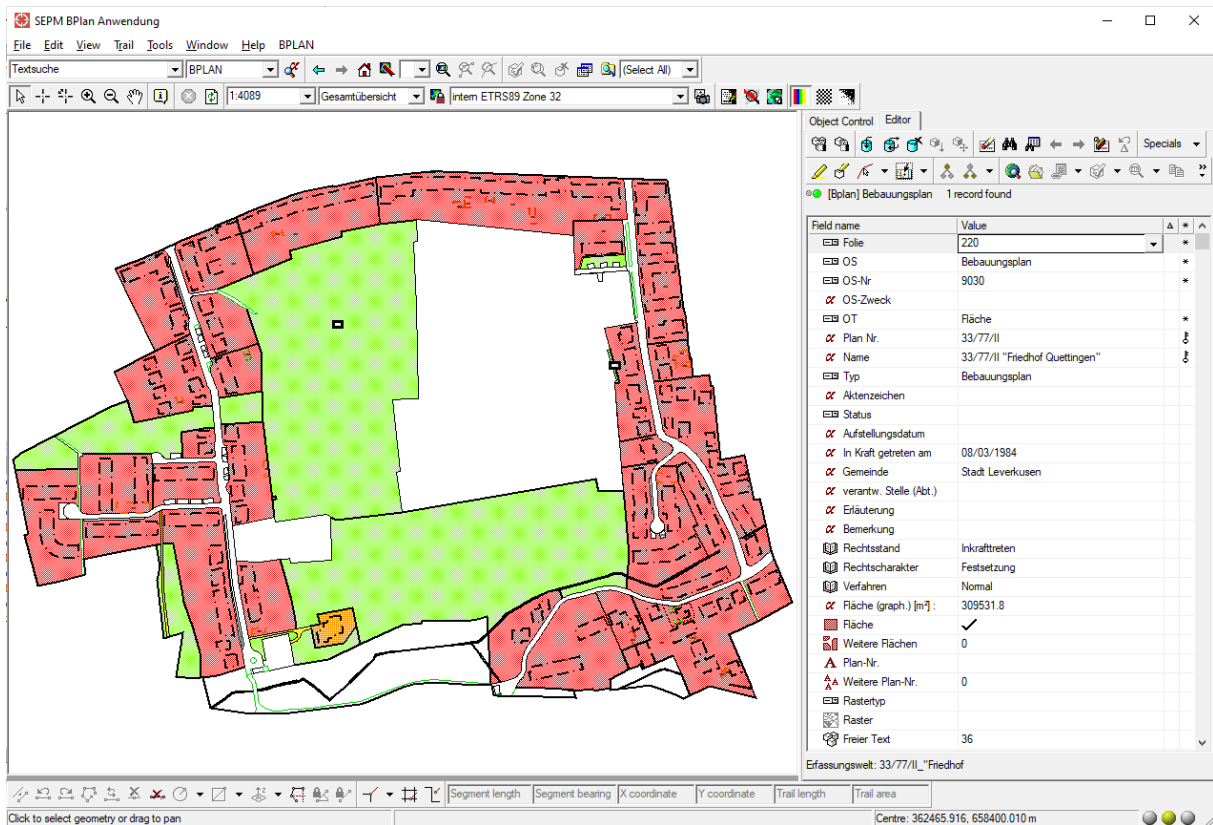 SEPM BPlan Anwendung
File Edit View Trail Tools Window Help BPLAN
Textsuche BPLAN (Select All)
1:4089 Gesamtübersicht intern ETRS89 Zone 32
Object Control Editor
Specials
[Bplan] Bebauungsplan 1 record found
Field name Value
Folie 220 *
OS Bebauungsplan *
OS-Nr 9030 *
OS-Zweck
OT Fläche *
Plan Nr. 33/77/II
Name 33/77/II "Friedhof Quettingen"
Typ Bebauungsplan
Aktenzeichen
Status
Aufstellungsdatum
In Kraft getreten am 08/03/1984
Gemeinde Stadt Leverkusen
verantw. Stelle (Abt.)
Erläuterung
Bemerkung
Rechtsstand Inkrafttreten
Rechtscharakter Festsetzung
Verfahren Normal
Fläche (graph.) [m²] : 309531.8
Fläche
Weitere Flächen 0
Plan-Nr.
Weitere Plan-Nr. 0
Rastertyp
Raster
Freier Text 36
Erfassungswelt: 33/77/II_"Friedhof
Segment length Segment bearing X coordinate Y coordinate Trail length Trail area
Click to select geometry or drag to pan Centre: 362465.916, 658400.010 m